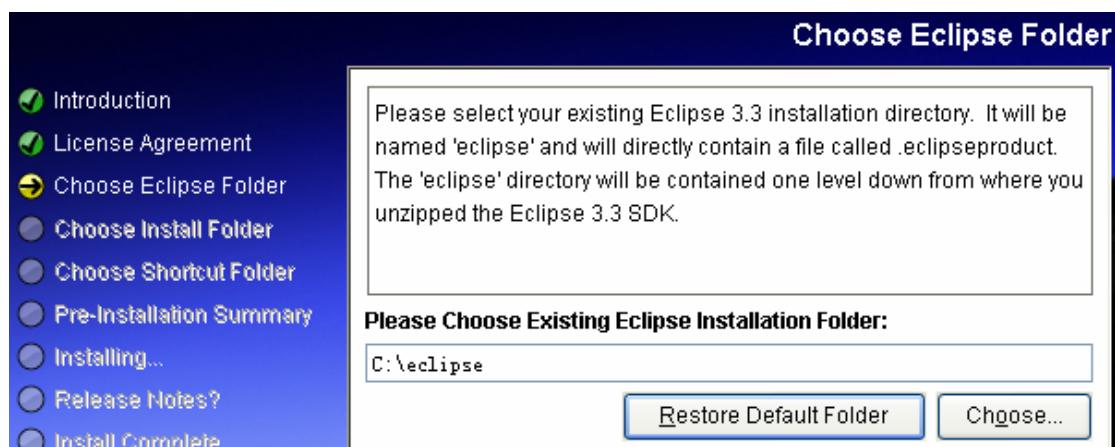 Choose Eclipse Folder
Introduction
License Agreement
Choose Eclipse Folder
Choose Install Folder
Choose Shortcut Folder
Pre-Installation Summary
Installing...
Release Notes?
Install Complete
Please select your existing Eclipse 3.3 installation directory. It will be
named 'eclipse' and will directly contain a file called .eclipseproduct.
The 'eclipse' directory will be contained one level down from where you
unzipped the Eclipse 3.3 SDK.
Please Choose Existing Eclipse Installation Folder:
C:\eclipse
Restore Default Folder
Choose...